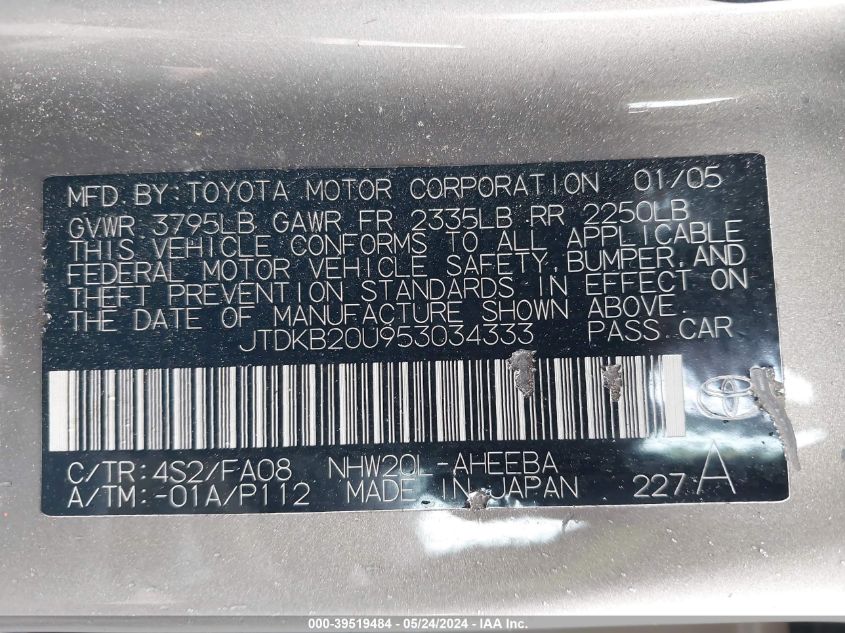 MFD. BY: TOYOTA MOTOR CORPORATION 01/05
GVWR 3795LB GAWR FR 2335LB RR 2250LB
THIS VEHICLE CONFORMS TO ALL APPLICABLE
FEDERAL MOTOR VEHICLE SAFETY, BUMPER, AND
THEFT PREVENTION STANDARDS IN EFFECT ON
THE DATE OF MANUFACTURE SHOWN ABOVE.
JTDKB20U953034333 PASS. CAR
C/TR: 4S2/FA08 NHW20L-AHEEBA
A/TM: -01A/P112 MADE IN JAPAN 227 A
000-39519484 - 05/24/2024 - IAA Inc.